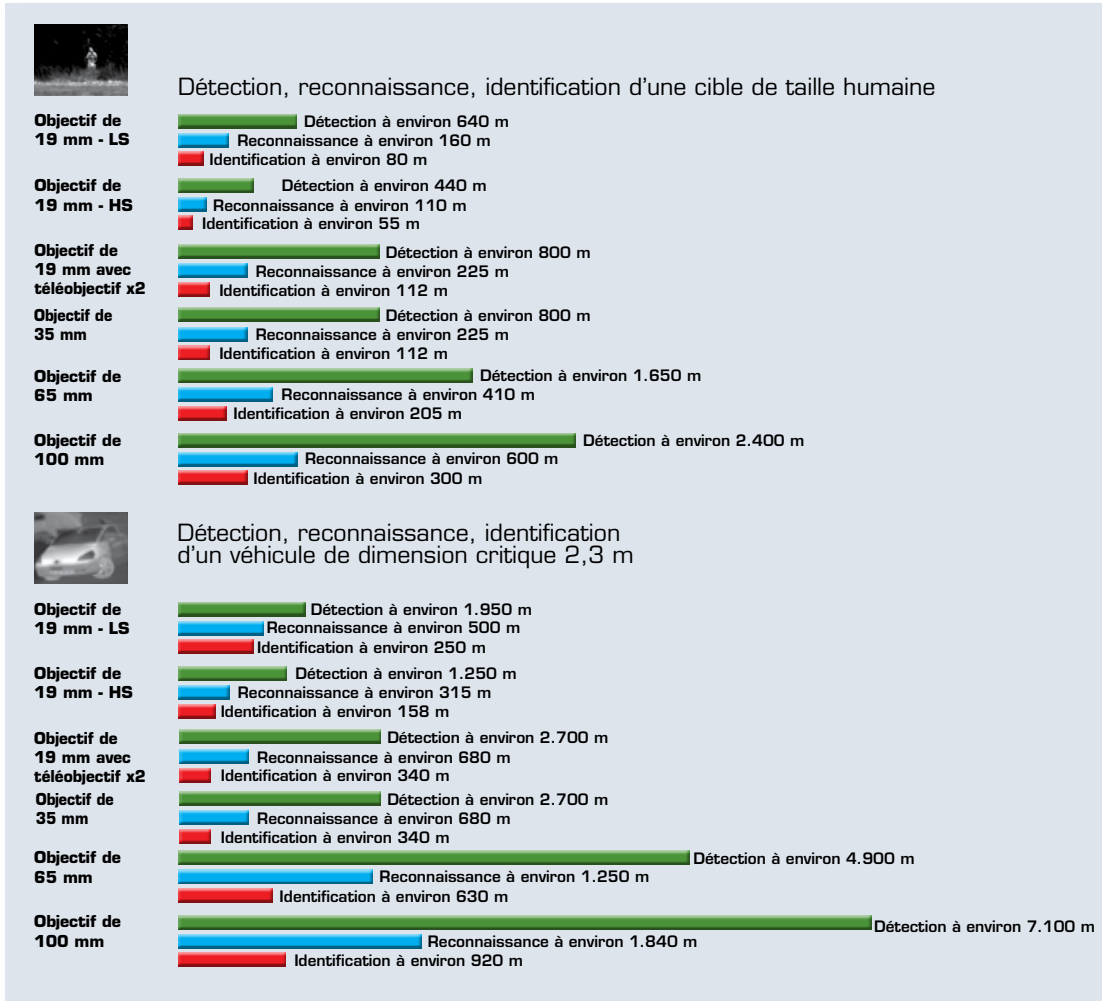 Détection, reconnaissance, identification d'une cible de taille humaine
Objectif de
19 mm - LS
Détection à environ 640 m
Reconnaissance à environ 160 m
Identification à environ 80 m
Objectif de
19 mm - HS
Détection à environ 440 m
Reconnaissance à environ 110 m
Identification à environ 55 m
Objectif de
19 mm avec
téléobjectif x2
Détection à environ 800 m
Reconnaissance à environ 225 m
Identification à environ 112 m
Objectif de
35 mm
Détection à environ 800 m
Reconnaissance à environ 225 m
Identification à environ 112 m
Objectif de
65 mm
Détection à environ 1.650 m
Reconnaissance à environ 410 m
Identification à environ 205 m
Objectif de
100 mm
Détection à environ 2.400 m
Reconnaissance à environ 600 m
Identification à environ 300 m
Détection, reconnaissance, identification
d'un véhicule de dimension critique 2,3 m
Objectif de
19 mm - LS
Détection à environ 1.950 m
Reconnaissance à environ 500 m
Identification à environ 250 m
Objectif de
19 mm - HS
Détection à environ 1.250 m
Reconnaissance à environ 315 m
Identification à environ 158 m
Objectif de
19 mm avec
téléobjectif x2
Détection à environ 2.700 m
Reconnaissance à environ 680 m
Identification à environ 340 m
Objectif de
35 mm
Détection à environ 2.700 m
Reconnaissance à environ 680 m
Identification à environ 340 m
Objectif de
65 mm
Détection à environ 4.900 m
Reconnaissance à environ 1.250 m
Identification à environ 630 m
Objectif de
100 mm
Détection à environ 7.100 m
Reconnaissance à environ 1.840 m
Identification à environ 920 m